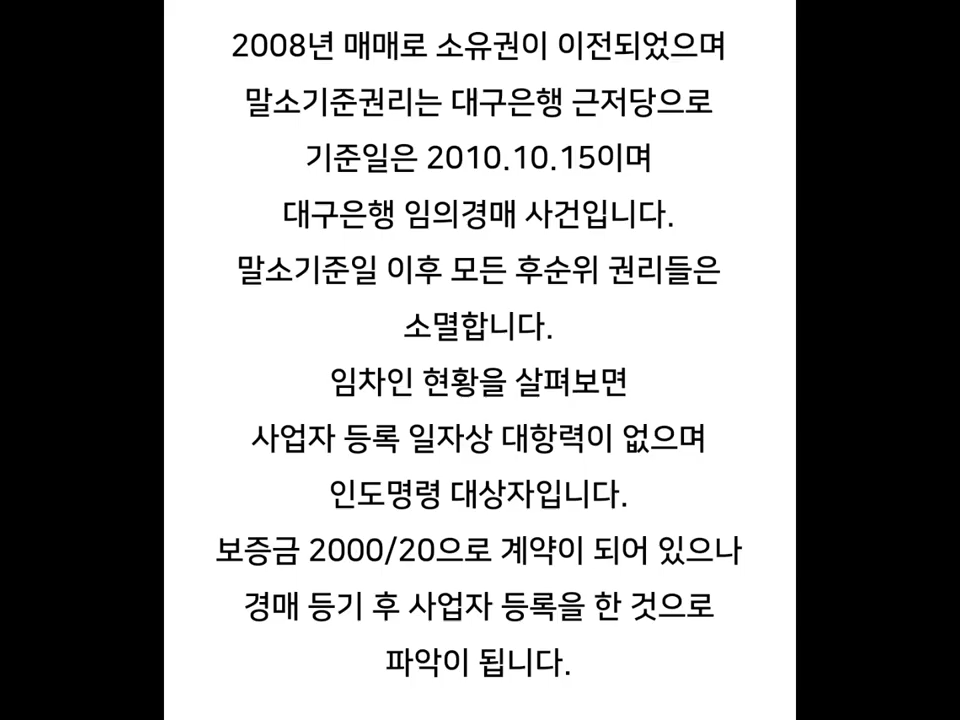 2008년 매매로 소유권이 이전되었으며
말소기준권리는 대구은행 근저당으로
기준일은 2010.10.15이며
대구은행 임의경매 사건입니다.
말소기준일 이후 모든 후순위 권리들은
소멸합니다.
임차인 현황을 살펴보면
사업자 등록 일자상 대항력이 없으며
인도명령 대상자입니다.
보증금 2000/20으로 계약이 되어 있으나
경매 등기 후 사업자 등록을 한 것으로
파악이 됩니다.